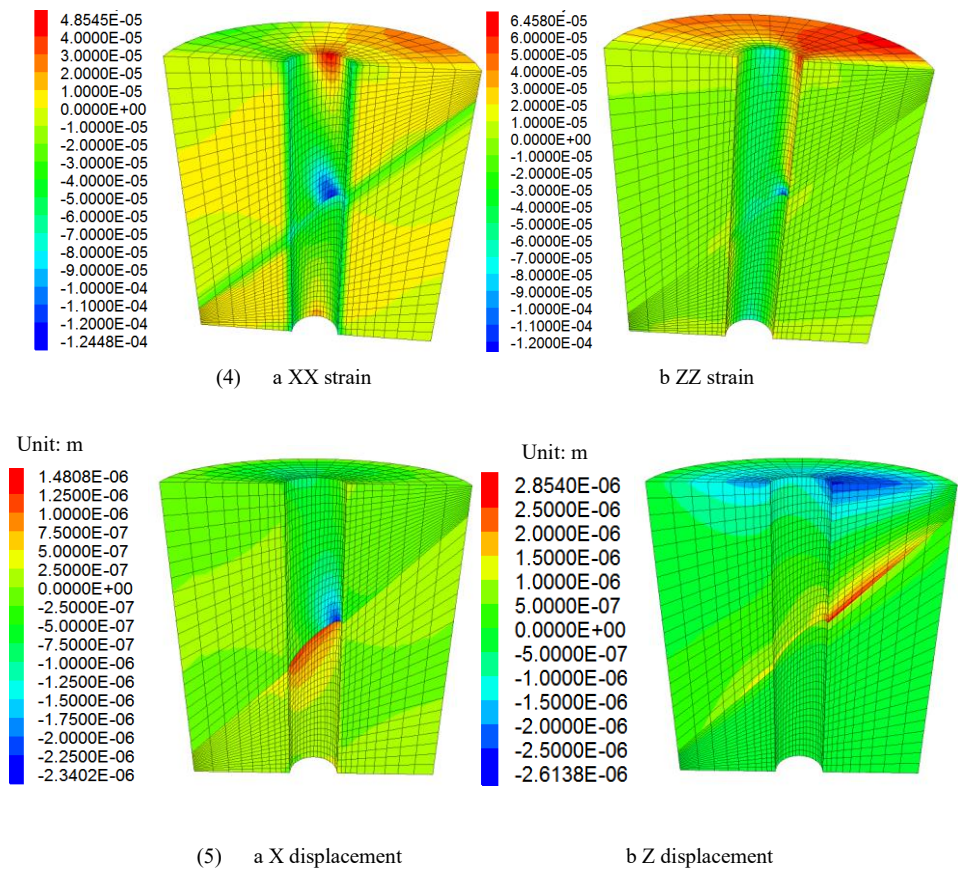 4.8545E-05
4.0000E-05
3.0000E-05
2.0000E-05
1.0000E-05
0.0000E+00
-1.0000E-05
-2.0000E-05
-3.0000E-05
-4.0000E-05
-5.0000E-05
-6.0000E-05
-7.0000E-05
-8.0000E-05
-9.0000E-05
-1.0000E-04
-1.1000E-04
-1.2000E-04
-1.2448E-04
6.4580E-05
6.0000E-05
5.0000E-05
4.0000E-05
3.0000E-05
2.0000E-05
1.0000E-05
0.0000E+00
-1.0000E-05
-2.0000E-05
-3.0000E-05
-4.0000E-05
-5.0000E-05
-6.0000E-05
-7.0000E-05
-8.0000E-05
-9.0000E-05
-1.0000E-04
-1.1000E-04
-1.2000E-04
(4) a XX strain
b ZZ strain
Unit: m
1.4808E-06
1.2500E-06
1.0000E-06
7.5000E-07
5.0000E-07
2.5000E-07
0.0000E+00
-2.5000E-07
-5.0000E-07
-7.5000E-07
-1.0000E-06
-1.2500E-06
-1.5000E-06
-1.7500E-06
-2.0000E-06
-2.2500E-06
-2.3402E-06
Unit: m
2.8540E-06
2.5000E-06
2.0000E-06
1.5000E-06
1.0000E-06
5.0000E-07
0.0000E+00
-5.0000E-07
-1.0000E-06
-1.5000E-06
-2.0000E-06
-2.5000E-06
-2.6138E-06
(5) a X displacement
b Z displacement